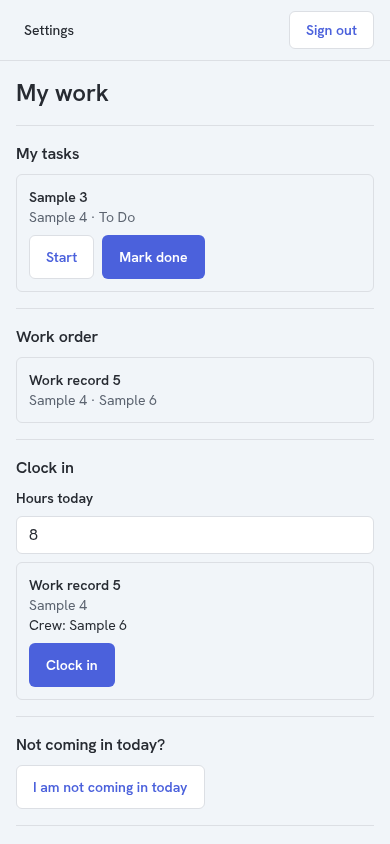 Settings
Sign out
My work
My tasks
Sample 3
Sample 4 · To Do
Start
Mark done
Work order
Work record 5
Sample 4 · Sample 6
Clock in
Hours today
8
Work record 5
Sample 4
Crew: Sample 6
Clock in
Not coming in today?
I am not coming in today